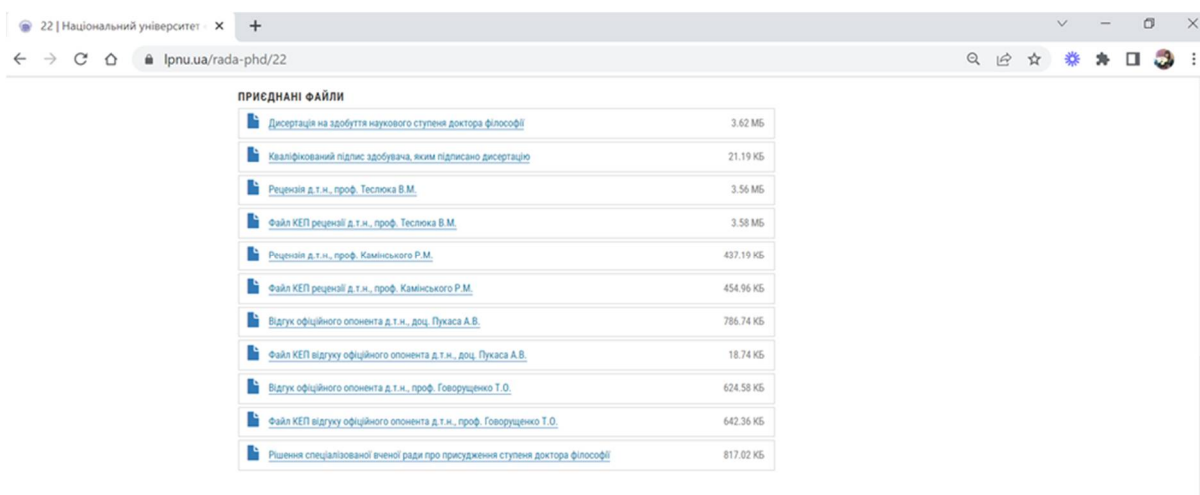 22 | Національний університет
lpnu.ua/rada-phd/22
ПРИЄДНАНІ ФАЙЛИ
Дисертація на здобуття наукового ступеня доктора філософії 3.62 МБ
Кваліфікований підпис здобувача, яким підписано дисертацію 21.19 КБ
Рецензія д.т.н., проф. Теслюка В.М. 3.56 МБ
Файл КЕП рецензії д.т.н., проф. Теслюка В.М. 3.58 МБ
Рецензія д.т.н., проф. Камінського Р.М. 437.19 КБ
Файл КЕП рецензії д.т.н., проф. Камінського Р.М. 454.96 КБ
Відгук офіційного опонента д.т.н., доц. Пукаса А.В. 786.74 КБ
Файл КЕП відгуку офіційного опонента д.т.н., доц. Пукаса А.В. 18.74 КБ
Відгук офіційного опонента д.т.н., проф. Говорущенко Т.О. 624.58 КБ
Файл КЕП відгуку офіційного опонента д.т.н., проф. Говорущенко Т.О. 642.36 КБ
Рішення спеціалізованої вченої ради про присудження ступеня доктора філософії 817.02 КБ